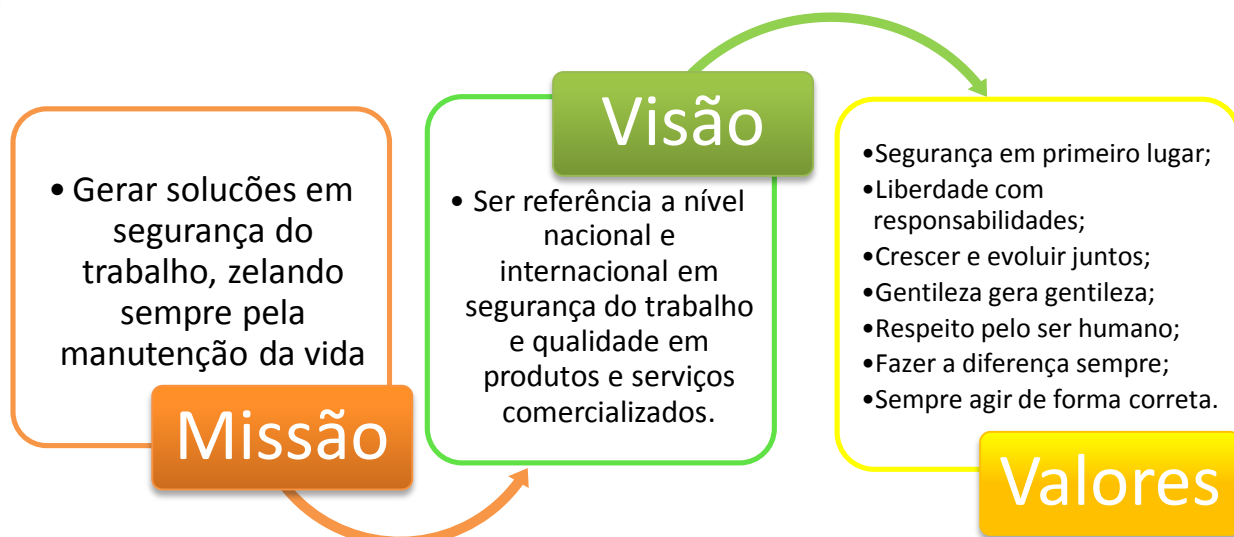 • Gerar solucões em
segurança do
trabalho, zelando
sempre pela
manutenção da vida
Missão
Visão
• Ser referência a nível
nacional e
internacional em
segurança do trabalho
e qualidade em
produtos e serviços
comercializados.
•Segurança em primeiro lugar;
•Liberdade com
responsabilidades;
•Crescer e evoluir juntos;
•Gentileza gera gentileza;
•Respeito pelo ser humano;
•Fazer a diferença sempre;
•Sempre agir de forma correta.
Valores